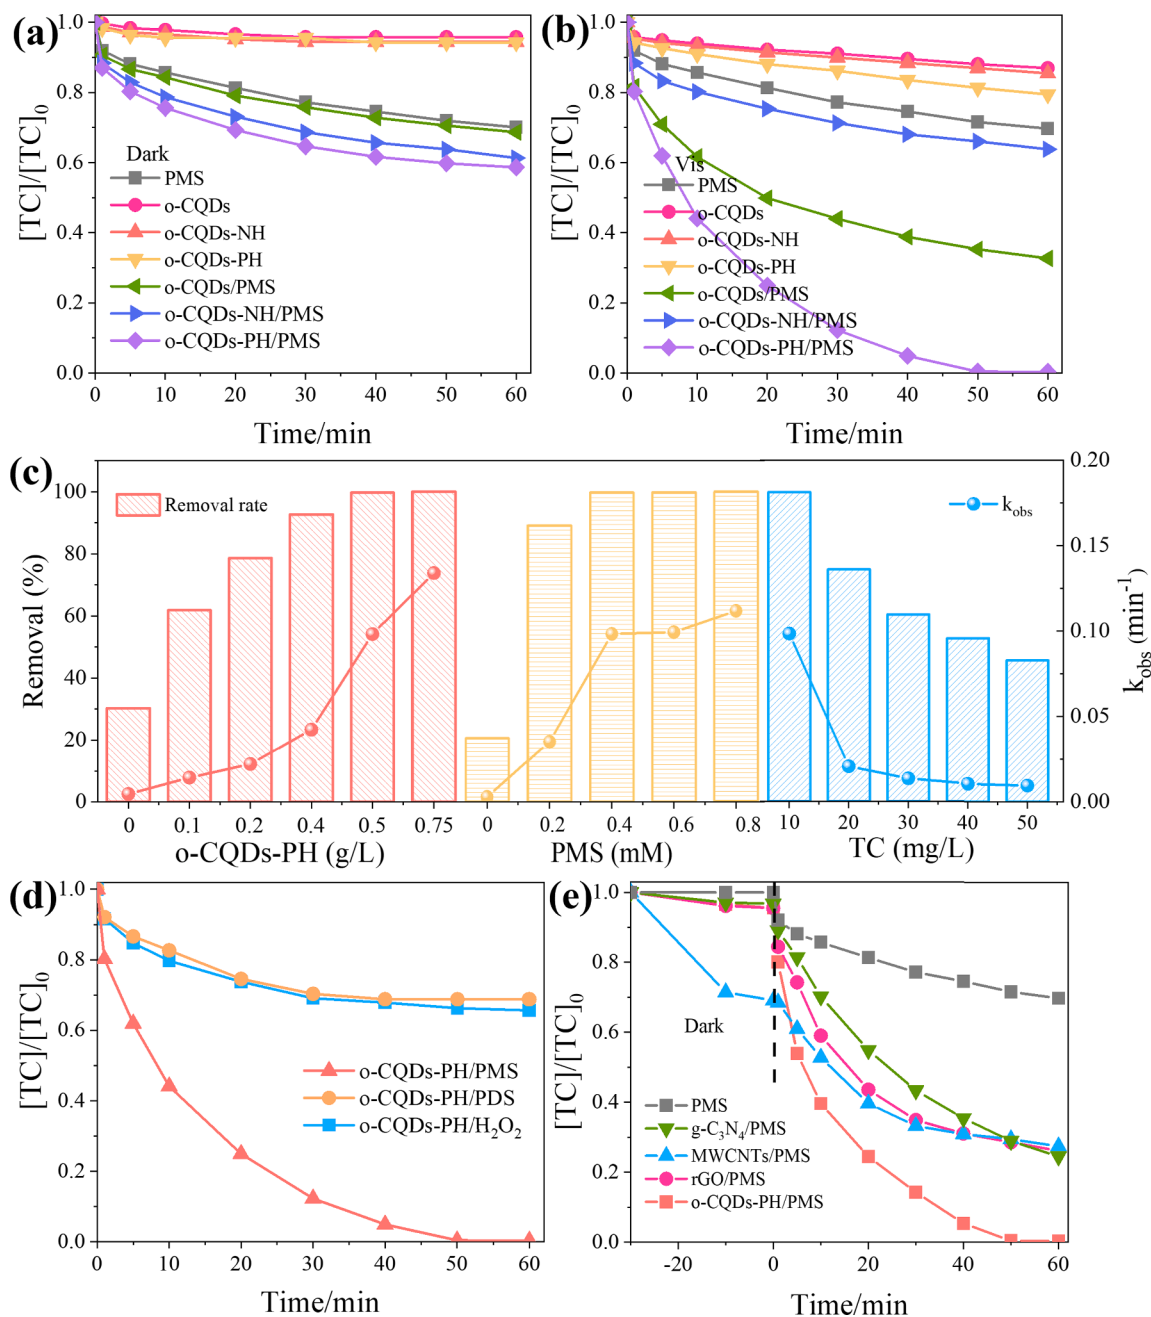 (a)
1.0
0.8
0.6
0.4
0.2
0.0
[TC]/[TC]₀
Dark
PMS
o-CQDs
o-CQDs-NH
o-CQDs-PH
o-CQDs/PMS
o-CQDs-NH/PMS
o-CQDs-PH/PMS
0 10 20 30 40 50 60
Time/min
(b)
1.0
0.8
0.6
0.4
0.2
0.0
[TC]/[TC]₀
Vis
PMS
o-CQDs
o-CQDs-NH
o-CQDs-PH
o-CQDs/PMS
o-CQDs-NH/PMS
o-CQDs-PH/PMS
0 10 20 30 40 50 60
Time/min
(c)
100
80
60
40
20
0
Removal (%)
Removal rate
k_obs
0.20
0.15
0.10
0.05
0.00
k_obs (min⁻¹)
0 0.1 0.2 0.4 0.5 0.75 0 0.2 0.4 0.6 0.8 10 20 30 40 50
o-CQDs-PH (g/L) PMS (mM) TC (mg/L)
(d)
1.0
0.8
0.6
0.4
0.2
0.0
[TC]/[TC]₀
o-CQDs-PH/PMS
o-CQDs-PH/PDS
o-CQDs-PH/H₂O₂
0 10 20 30 40 50 60
Time/min
(e)
1.0
0.8
0.6
0.4
0.2
0.0
[TC]/[TC]₀
Dark
PMS
g-C₃N₄/PMS
MWCNTs/PMS
rGO/PMS
o-CQDs-PH/PMS
-20 0 20 40 60
Time/min